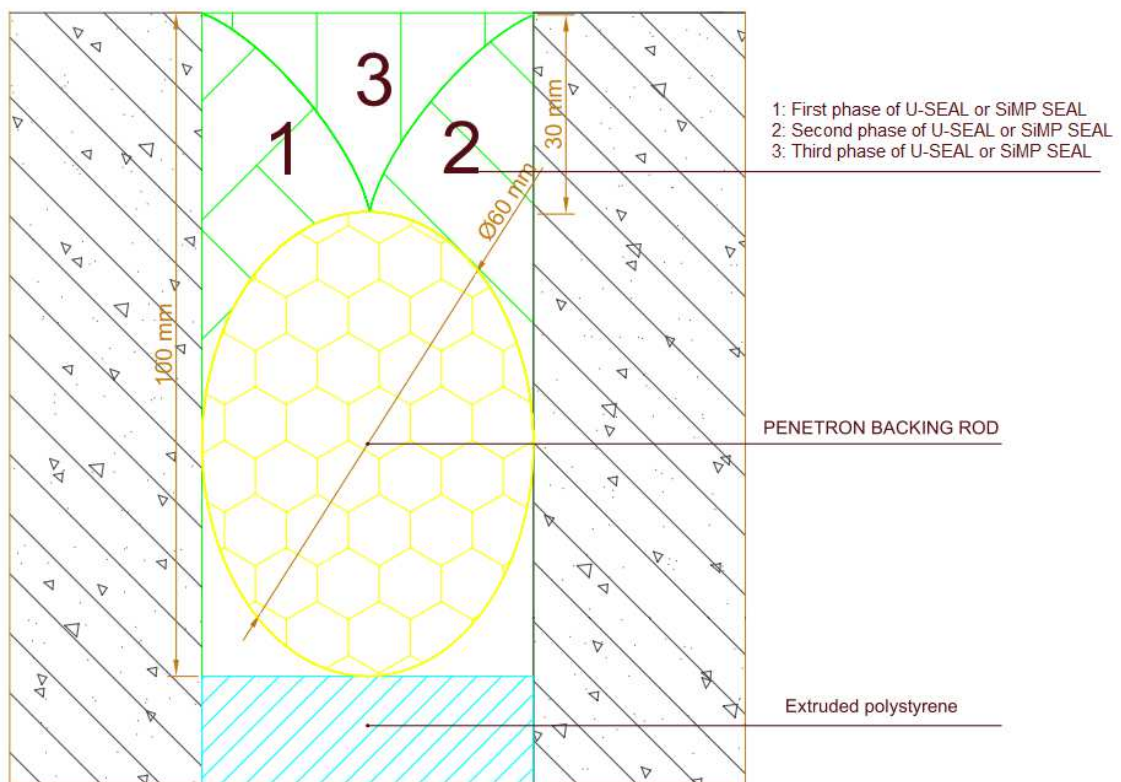 3
1
2
30 mm
1: First phase of U-SEAL or SiMP SEAL
2: Second phase of U-SEAL or SiMP SEAL
3: Third phase of U-SEAL or SiMP SEAL
Ø60 mm
100 mm
PENETRON BACKING ROD
Extruded polystyrene